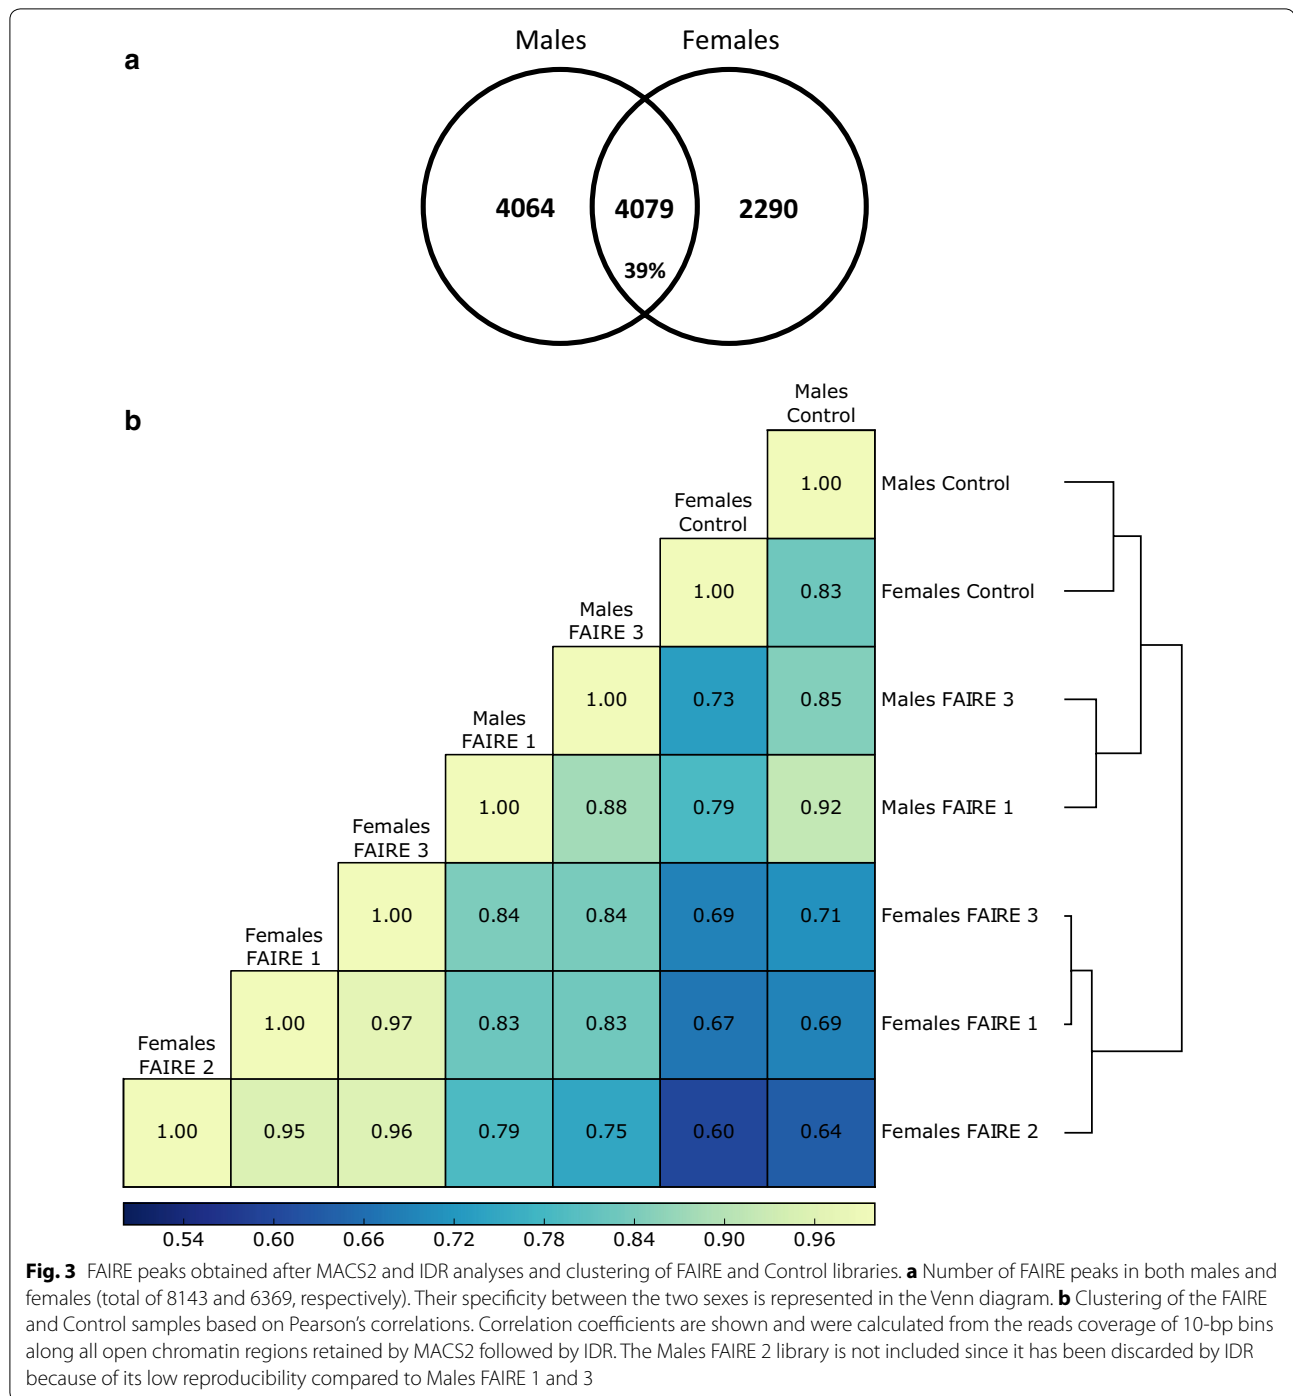 a
Males Females
4064 4079 2290
39%
b
Males
Control
1.00 Males Control
Females
Control
1.00 0.83 Females Control
Males
FAIRE 3
1.00 0.73 0.85 Males FAIRE 3
Males
FAIRE 1
1.00 0.88 0.79 0.92 Males FAIRE 1
Females
FAIRE 3
1.00 0.84 0.84 0.69 0.71 Females FAIRE 3
Females
FAIRE 1
1.00 0.97 0.83 0.83 0.67 0.69 Females FAIRE 1
Females
FAIRE 2
1.00 0.95 0.96 0.79 0.75 0.60 0.64 Females FAIRE 2
0.54 0.60 0.66 0.72 0.78 0.84 0.90 0.96
Fig. 3 FAIRE peaks obtained after MACS2 and IDR analyses and clustering of FAIRE and Control libraries. a Number of FAIRE peaks in both males and
females (total of 8143 and 6369, respectively). Their specificity between the two sexes is represented in the Venn diagram. b Clustering of the FAIRE
and Control samples based on Pearson's correlations. Correlation coefficients are shown and were calculated from the reads coverage of 10-bp bins
along all open chromatin regions retained by MACS2 followed by IDR. The Males FAIRE 2 library is not included since it has been discarded by IDR
because of its low reproducibility compared to Males FAIRE 1 and 3